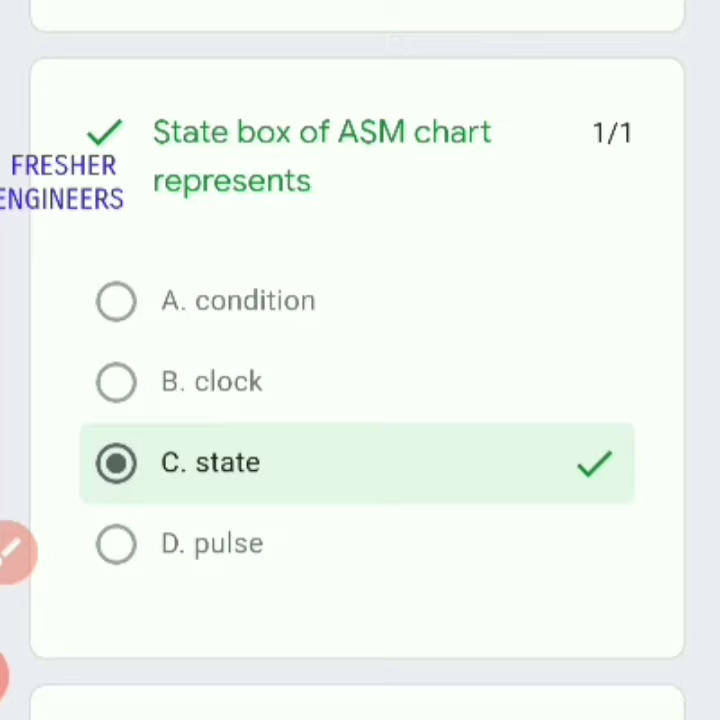 State box of ASM chart 1/1
FRESHER
represents
ENGINEERS
A. condition
B. clock
C. state
D. pulse